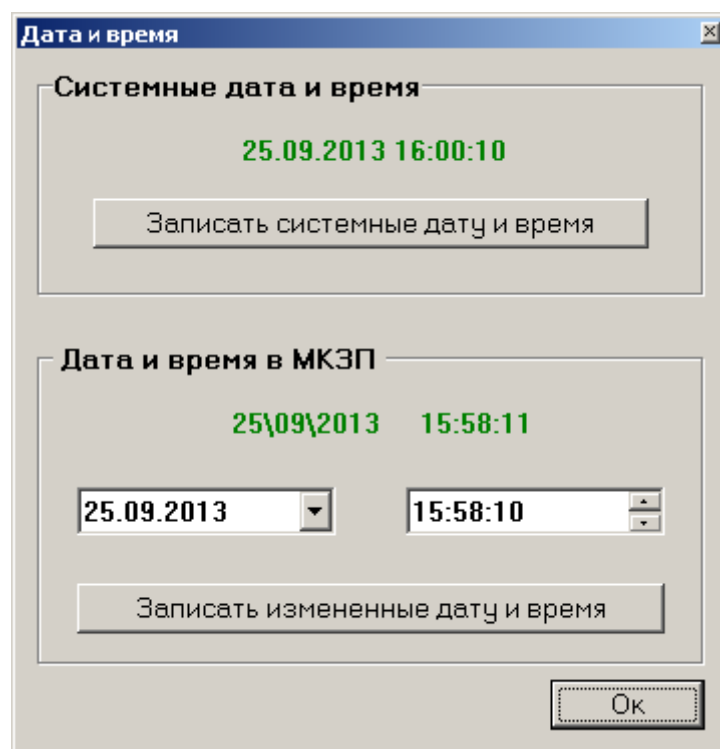 Дата и время
Системные дата и время
25.09.2013 16:00:10
Записать системные дату и время
Дата и время в МКЗП
25\09\2013 15:58:11
25.09.2013 15:58:10
Записать измененные дату и время
Ок